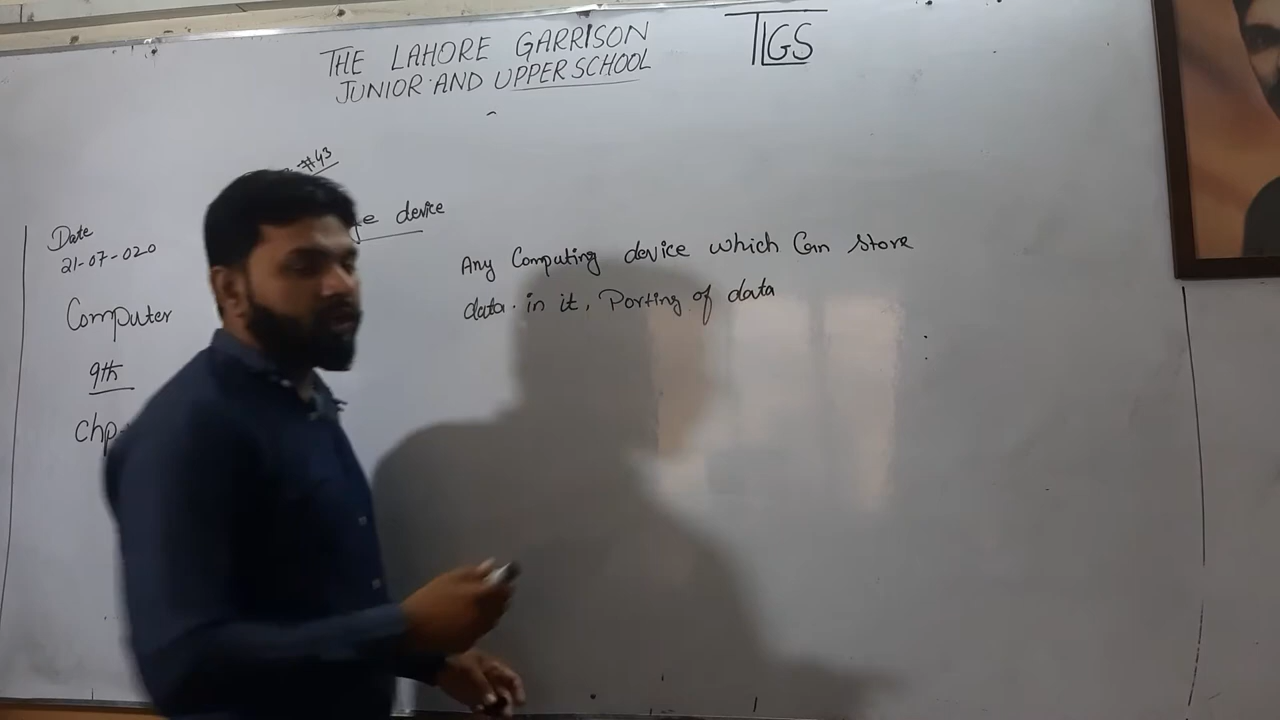 THE LAHORE GARRISON
JUNIOR AND UPPER SCHOOL
TLGS
#43
device
Date
21-07-020
Computer
9th
Chp
Any Computing device which Can store
data. in it, Porting of data